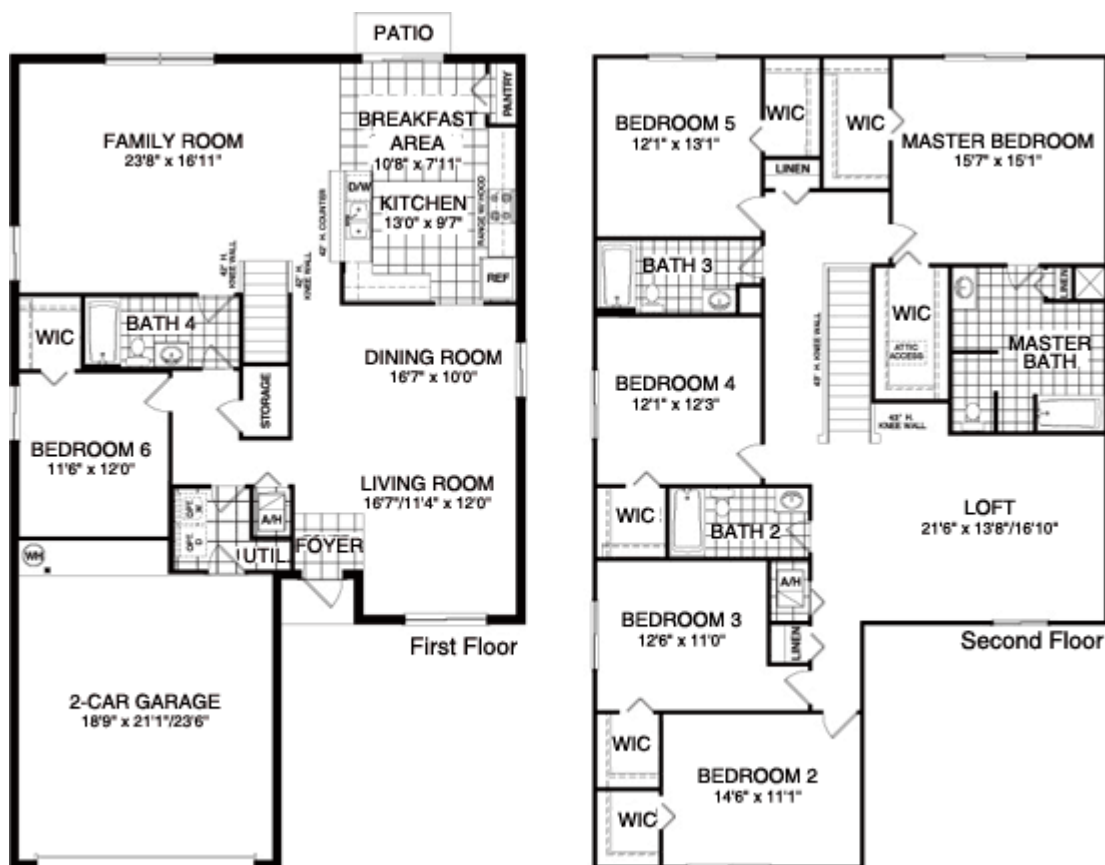 PATIO
FAMILY ROOM
23'8" x 16'11"
BREAKFAST
AREA
10'8" x 7'11"
PANTRY
D/W
KITCHEN
13'0" x 9'7"
RANGE W/HOOD
42" H. COUNTER
REF
42" H.
KNEE WALL
42" H.
KNEE WALL
WIC
BATH 4
DINING ROOM
16'7" x 10'0"
STORAGE
BEDROOM 6
11'6" x 12'0"
LIVING ROOM
16'7"/11'4" x 12'0"
OPT. W
OPT. D
A/H
UTIL
FOYER
WH
First Floor
2-CAR GARAGE
18'9" x 21'1"/23'6"
BEDROOM 5
12'1" x 13'1"
WIC
WIC
MASTER BEDROOM
15'7" x 15'1"
LINEN
BATH 3
WIC
ATTIC
ACCESS
LINEN
MASTER
BATH
BEDROOM 4
12'1" x 12'3"
KNEE WALL
KNEE WALL
WIC
BATH 2
LOFT
21'6" x 13'8"/16'10"
A/H
BEDROOM 3
12'6" x 11'0"
LINEN
Second Floor
WIC
BEDROOM 2
14'6" x 11'1"
WIC